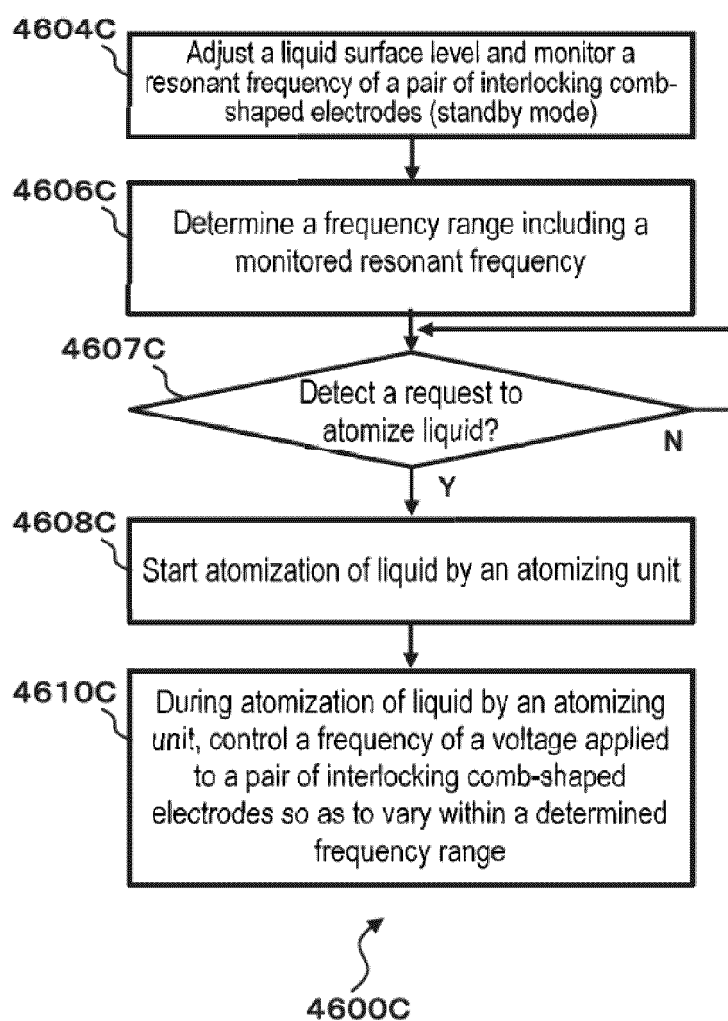 4604C
Adjust a liquid surface level and monitor a
resonant frequency of a pair of interlocking comb-
shaped electrodes (standby mode)
4606C
Determine a frequency range including a
monitored resonant frequency
4607C
Detect a request to
atomize liquid?
N
Y
4608C
Start atomization of liquid by an atomizing unit
4610C
During atomization of liquid by an atomizing
unit, control a frequency of a voltage applied
to a pair of interlocking comb-shaped
electrodes so as to vary within a determined
frequency range
4600C